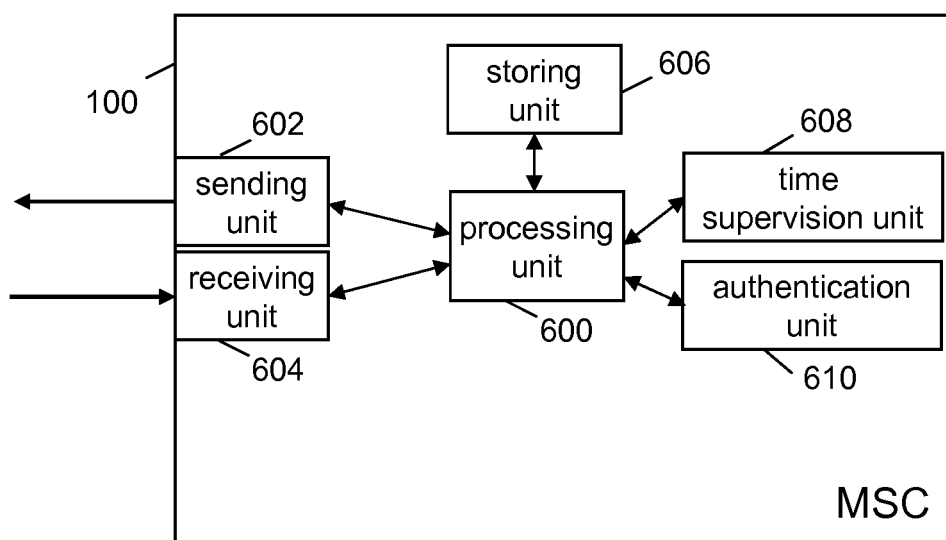 storing
unit
606
100
602
608
sending
unit
time
supervision unit
processing
unit
receiving
unit
authentication
unit
600
604
610
MSC